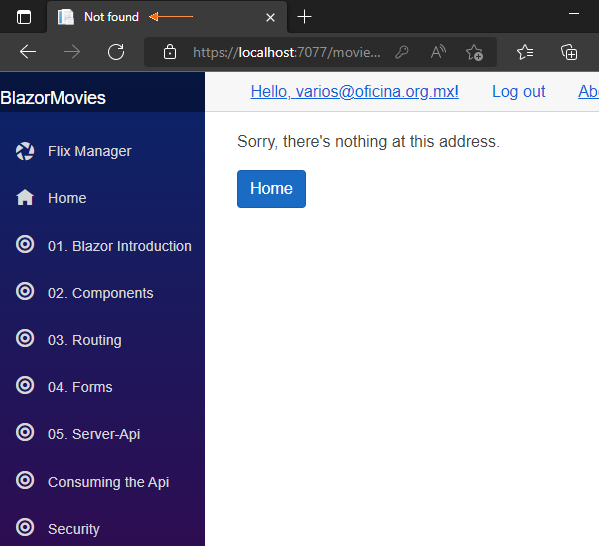 Not found
https://localhost:7077/movie...
BlazorMovies
Hello, varios@oficina.org.mx! Log out Ab
Flix Manager
Sorry, there's nothing at this address.
Home
Home
01. Blazor Introduction
02. Components
03. Routing
04. Forms
05. Server-Api
Consuming the Api
Security